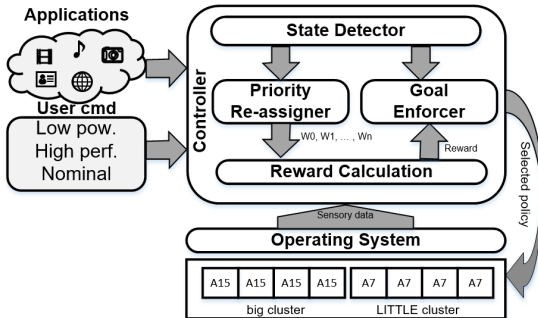 Applications
User cmd
Low pow.
High perf.
Nominal
Controller
State Detector
Priority
Re-assigner
Goal
Enforcer
W0, W1, ... , Wn
Reward
Reward Calculation
Selected policy
Sensory data
Operating System
A15 A15 A15 A15 A7 A7 A7 A7
big cluster LITTLE cluster